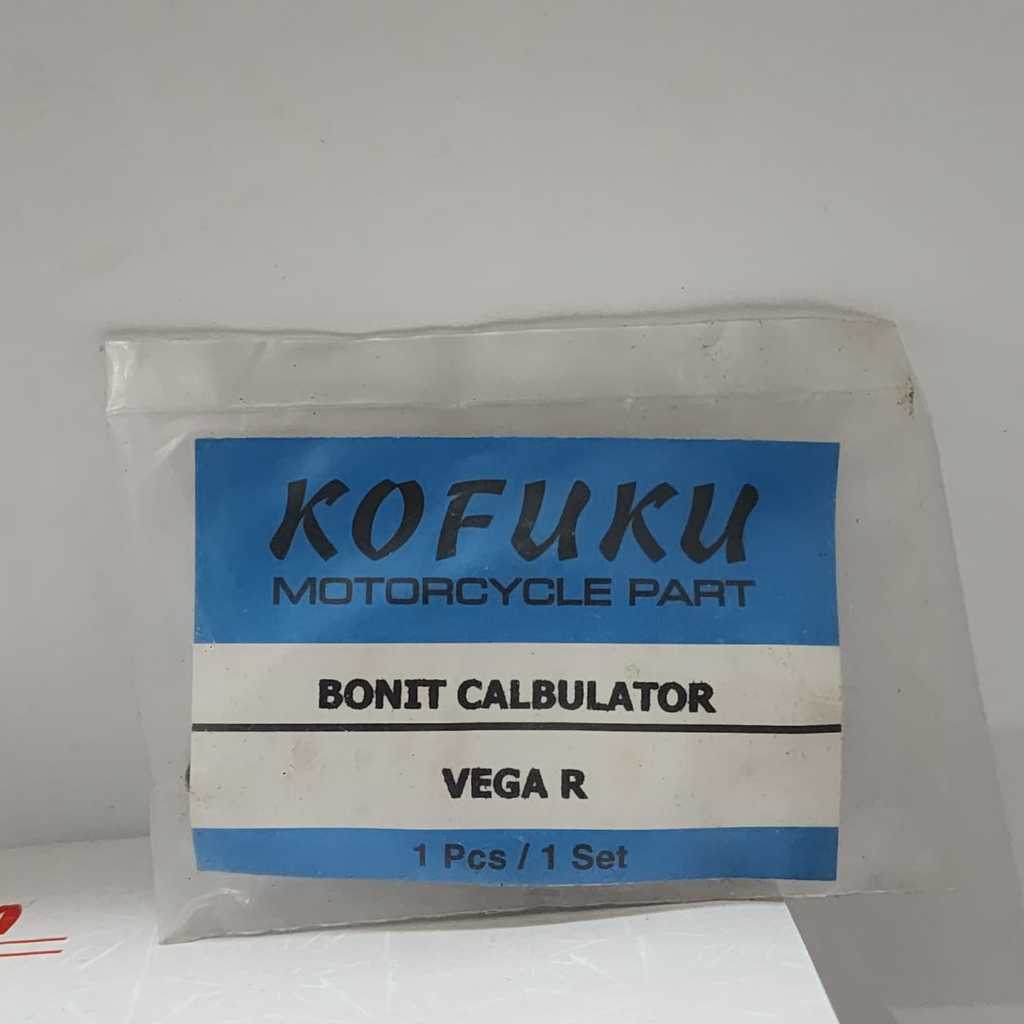 KOFUKU
MOTORCYCLE PART
BONIT CALBULATOR
VEGA R
1 Pcs / 1 Set